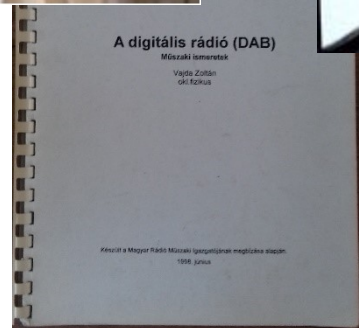 A digitális rádió (DAB)
Műszaki ismeretek
Vajda Zoltán
okl.fizikus
Készült a Magyar Rádió Műszaki Igazgatójának megbízása alapján.
1996. június